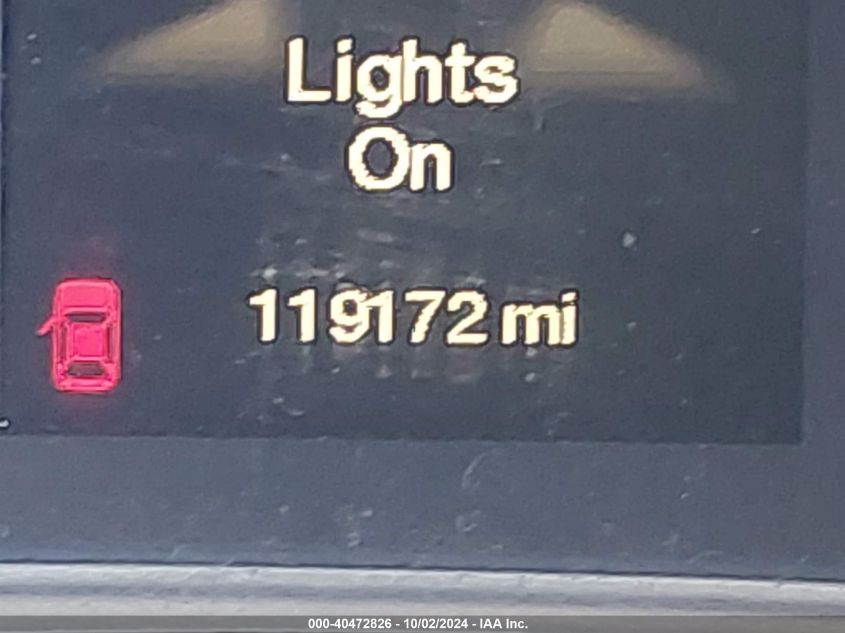 Lights
On
119172 mi
000-40472826 - 10/02/2024 - IAA Inc.